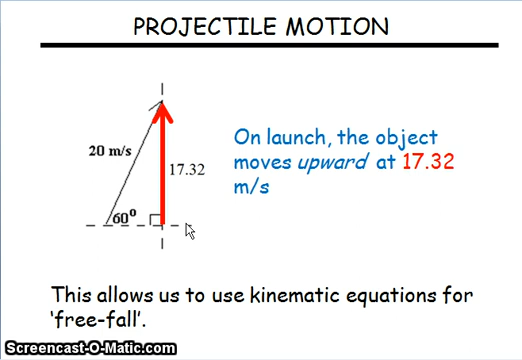 PROJECTILE MOTION
20 m/s
17.32
60°
On launch, the object
moves upward at 17.32
m/s
This allows us to use kinematic equations for
'free-fall'.
Screencast-O-Matic.com